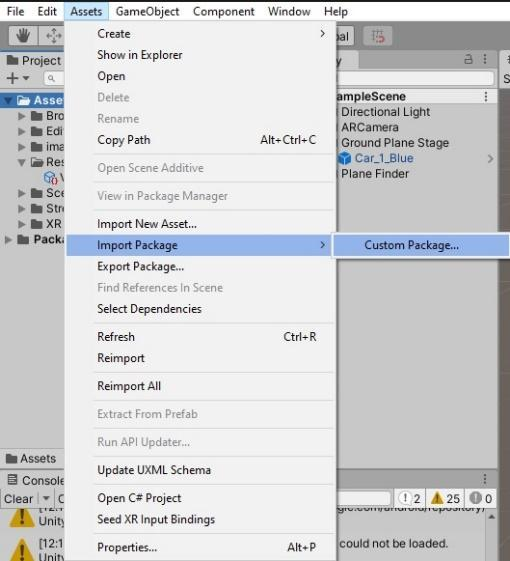 File Edit Assets GameObject Component Window Help
Create
Show in Explorer
Open
Delete
Rename
Copy Path Alt+Ctrl+C
Open Scene Additive
View in Package Manager
Import New Asset...
Import Package Custom Package...
Export Package...
Find References In Scene
Select Dependencies
Refresh Ctrl+R
Reimport
Reimport All
Extract From Prefab
Run API Updater...
Update UXML Schema
Open C# Project
Seed XR Input Bindings
Properties... Alt+P
Project
Asse
Bro
Edi
ima
Res
Sce
Stre
XR
Packa
ampleScene
Directional Light
ARCamera
Ground Plane Stage
Car_1_Blue
Plane Finder
Assets
Console
Clear 2 25 0
[12:1
gle.com/android/repository/
Unity
[12:1 could not be loaded.
Unity